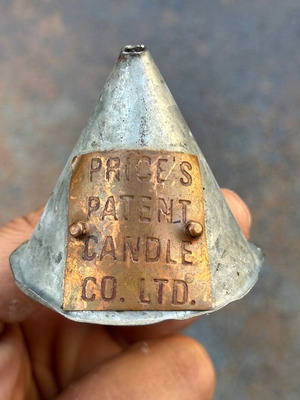 PRICE'S
PATENT
CANDLE
CO. LTD.